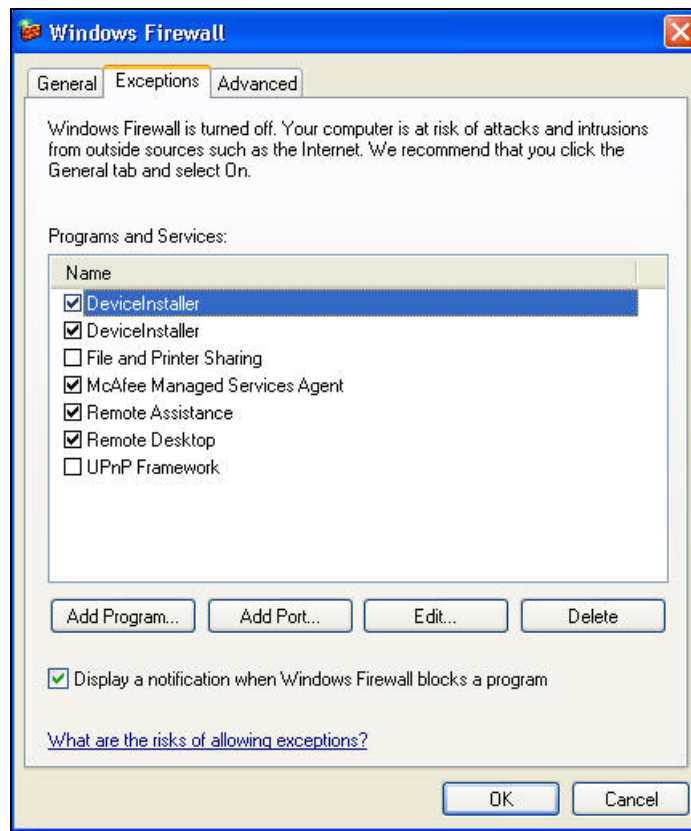 Windows Firewall
General
Exceptions
Advanced
Windows Firewall is turned off. Your computer is at risk of attacks and intrusions
from outside sources such as the Internet. We recommend that you click the
General tab and select On.
Programs and Services:
Name
DeviceInstaller
DeviceInstaller
File and Printer Sharing
McAfee Managed Services Agent
Remote Assistance
Remote Desktop
UPnP Framework
Add Program...
Add Port...
Edit...
Delete
Display a notification when Windows Firewall blocks a program
What are the risks of allowing exceptions?
OK
Cancel